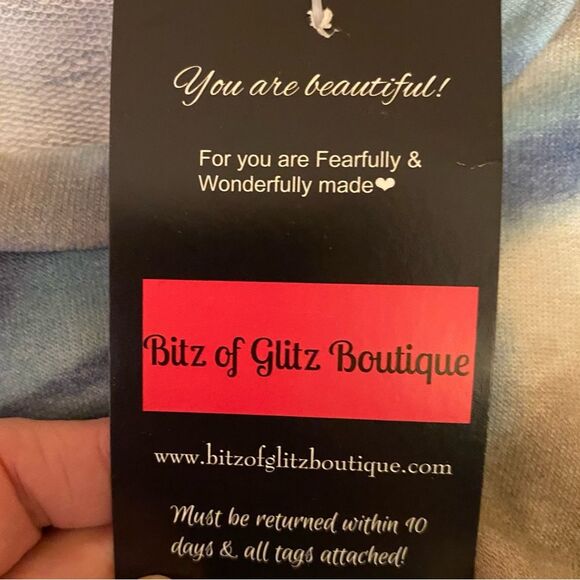 You are beautiful!
For you are Fearfully &
Wonderfully made❤
Bitz of Glitz Boutique
www.bitzofglitzboutique.com
Must be returned within 10
days & all tags attached!